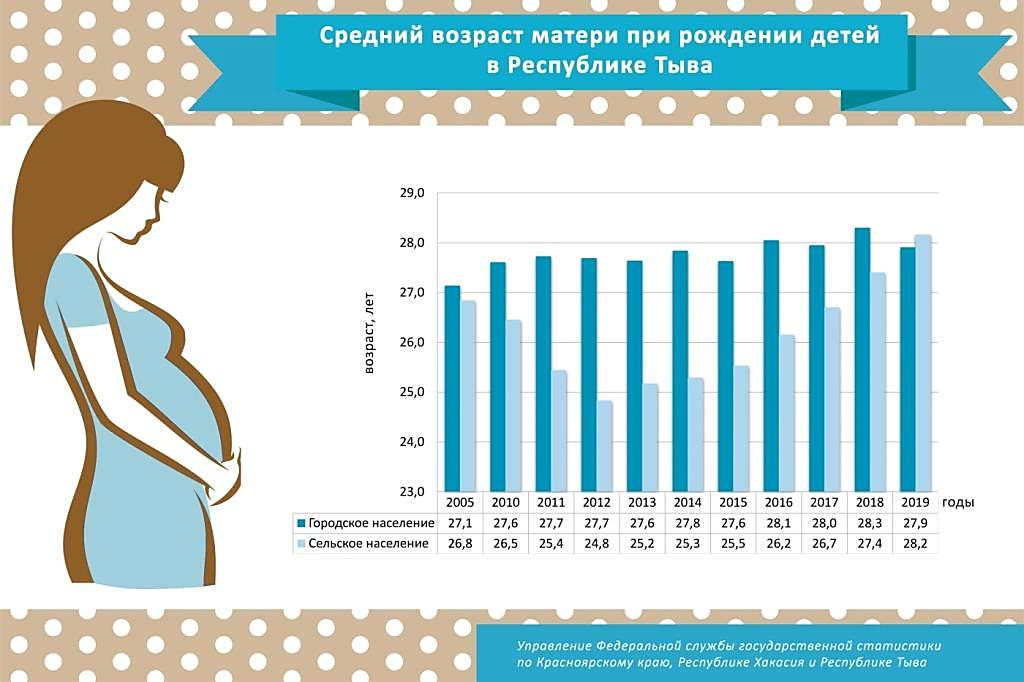 Средний возраст матери при рождении детей
в Республике Тыва
возраст, лет
29,0
28,0
27,0
26,0
25,0
24,0
23,0
2005 2010 2011 2012 2013 2014 2015 2016 2017 2018 2019 годы
Городское население 27,1 27,6 27,7 27,7 27,6 27,8 27,6 28,1 28,0 28,3 27,9
Сельское население 26,8 26,5 25,4 24,8 25,2 25,3 25,5 26,2 26,7 27,4 28,2
Управление Федеральной службы государственной статистики
по Красноярскому краю, Республике Хакасия и Республике Тыва